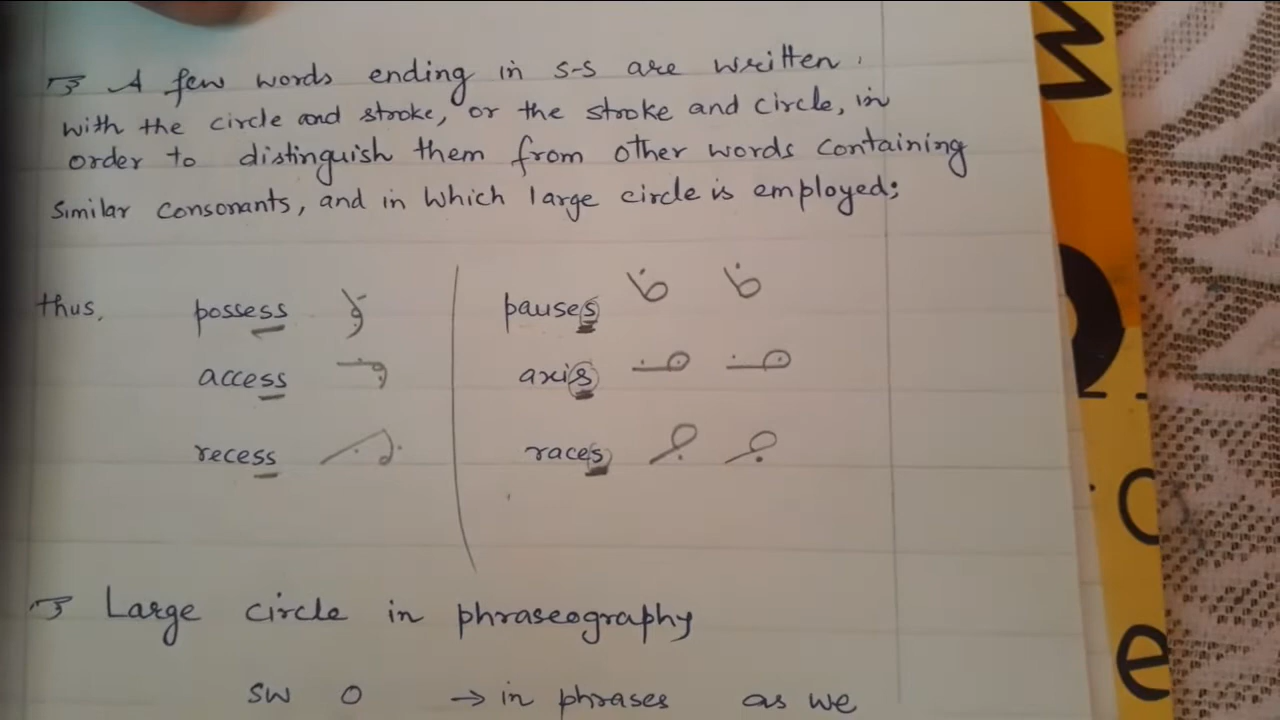 A few words ending in s-s are written
with the circle and stroke, or the stroke and circle, in
order to distinguish them from other words containing
similar consonants, and in which large circle is employed;
thus, possess pauses
access axis
recess races
Large circle in phraseography
sw → in phrases as we